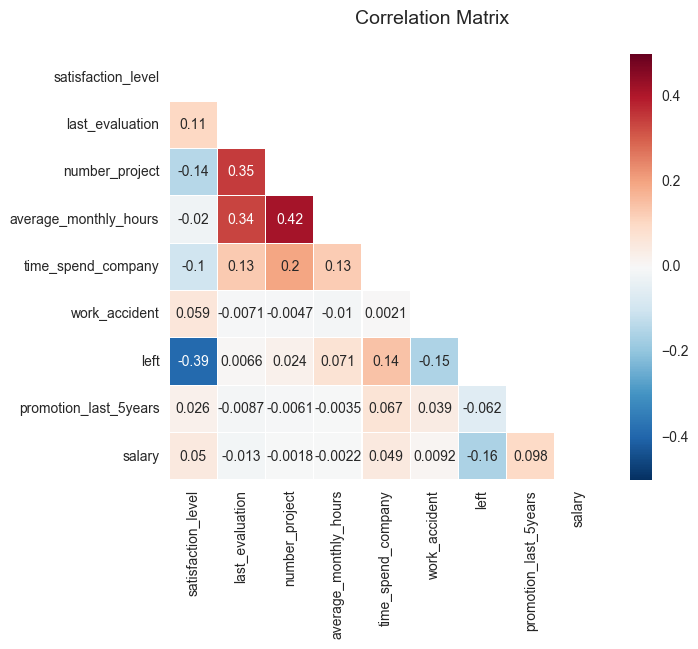 Correlation Matrix
satisfaction_level
last_evaluation 0.11
number_project -0.14 0.35
average_monthly_hours -0.02 0.34 0.42
time_spend_company -0.1 0.13 0.2 0.13
work_accident 0.059 -0.0071 -0.0047 -0.01 0.0021
left -0.39 0.0066 0.024 0.071 0.14 -0.15
promotion_last_5years 0.026 -0.0087 -0.0061 -0.0035 0.067 0.039 -0.062
salary 0.05 -0.013 -0.0018 -0.0022 0.049 0.0092 -0.16 0.098
satisfaction_level
last_evaluation
number_project
average_monthly_hours
time_spend_company
work_accident
left
promotion_last_5years
salary
0.4
0.2
0.0
−0.2
−0.4